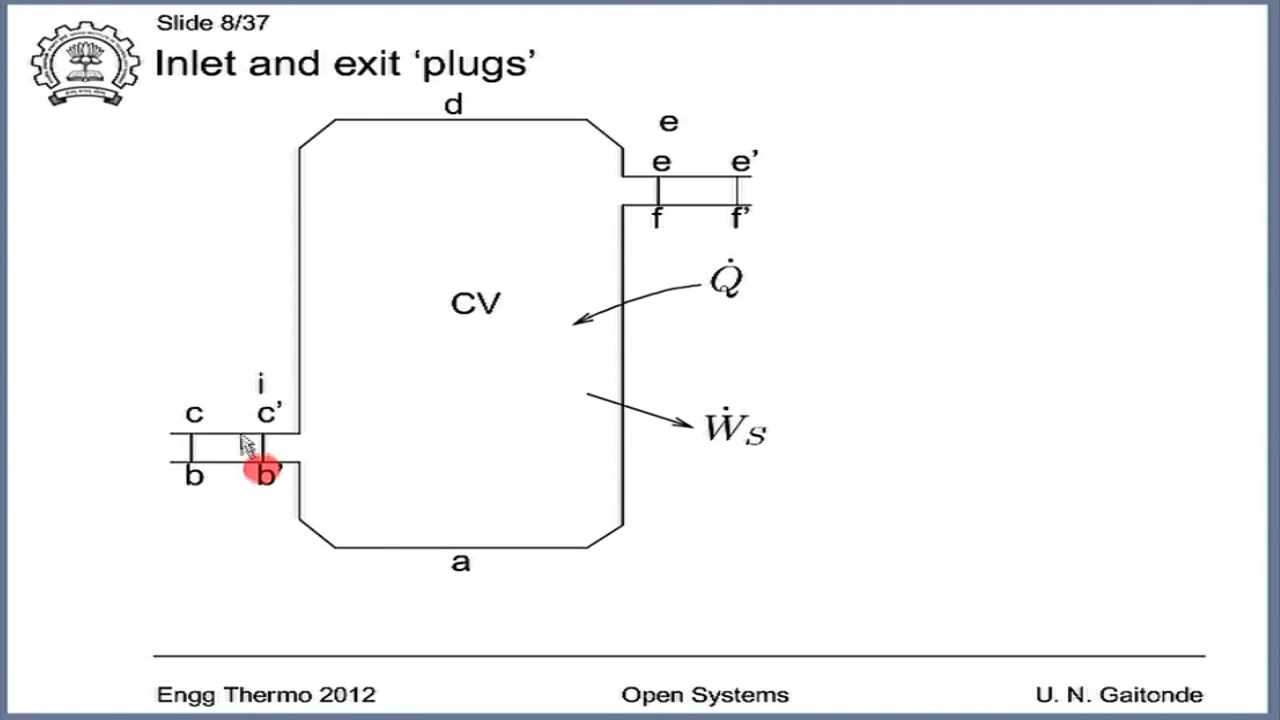 Slide 8/37
Inlet and exit ‘plugs’
d
e
e e’
f f’
Q̇
CV
i
c c’
Ẇ_S
b b’
a
Engg Thermo 2012 Open Systems U. N. Gaitonde